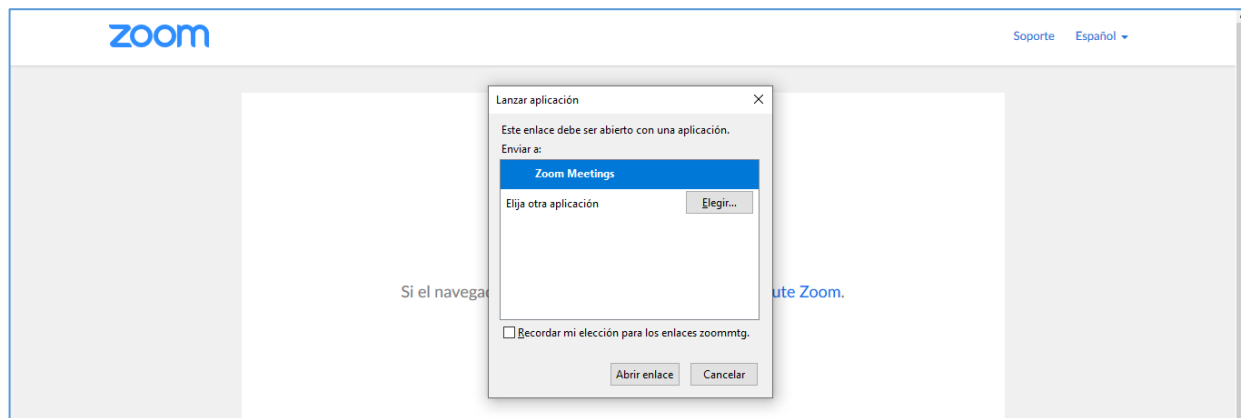 zoom
Soporte Español
Lanzar aplicación
Este enlace debe ser abierto con una aplicación.
Enviar a:
Zoom Meetings
Elija otra aplicación Elegir...
Si el navegad ute Zoom.
Recordar mi elección para los enlaces zoommtg.
Abrir enlace Cancelar